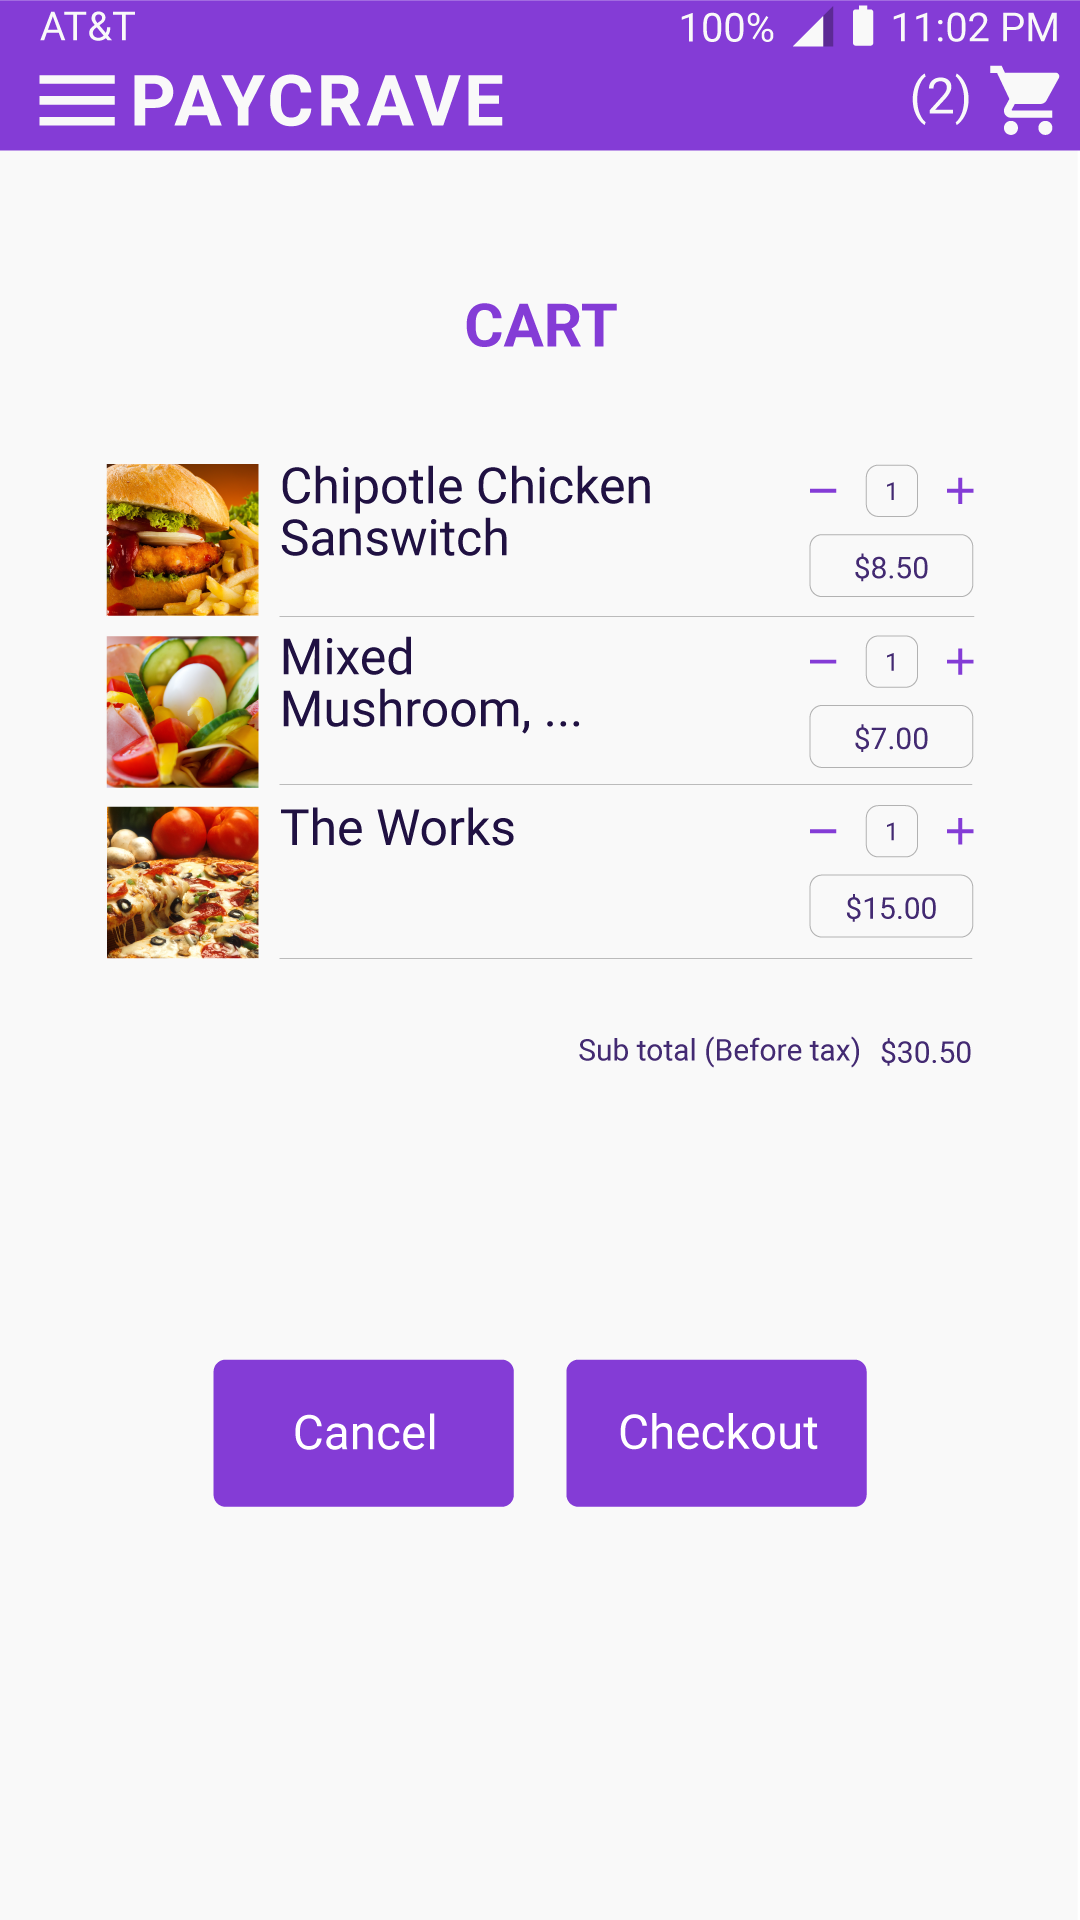 AT&T 100% 11:02 PM
PAYCRAVE (2)
CART
Chipotle Chicken
Sanswitch
1
$8.50
Mixed
Mushroom, ...
1
$7.00
The Works
1
$15.00
Sub total (Before tax) $30.50
Cancel Checkout